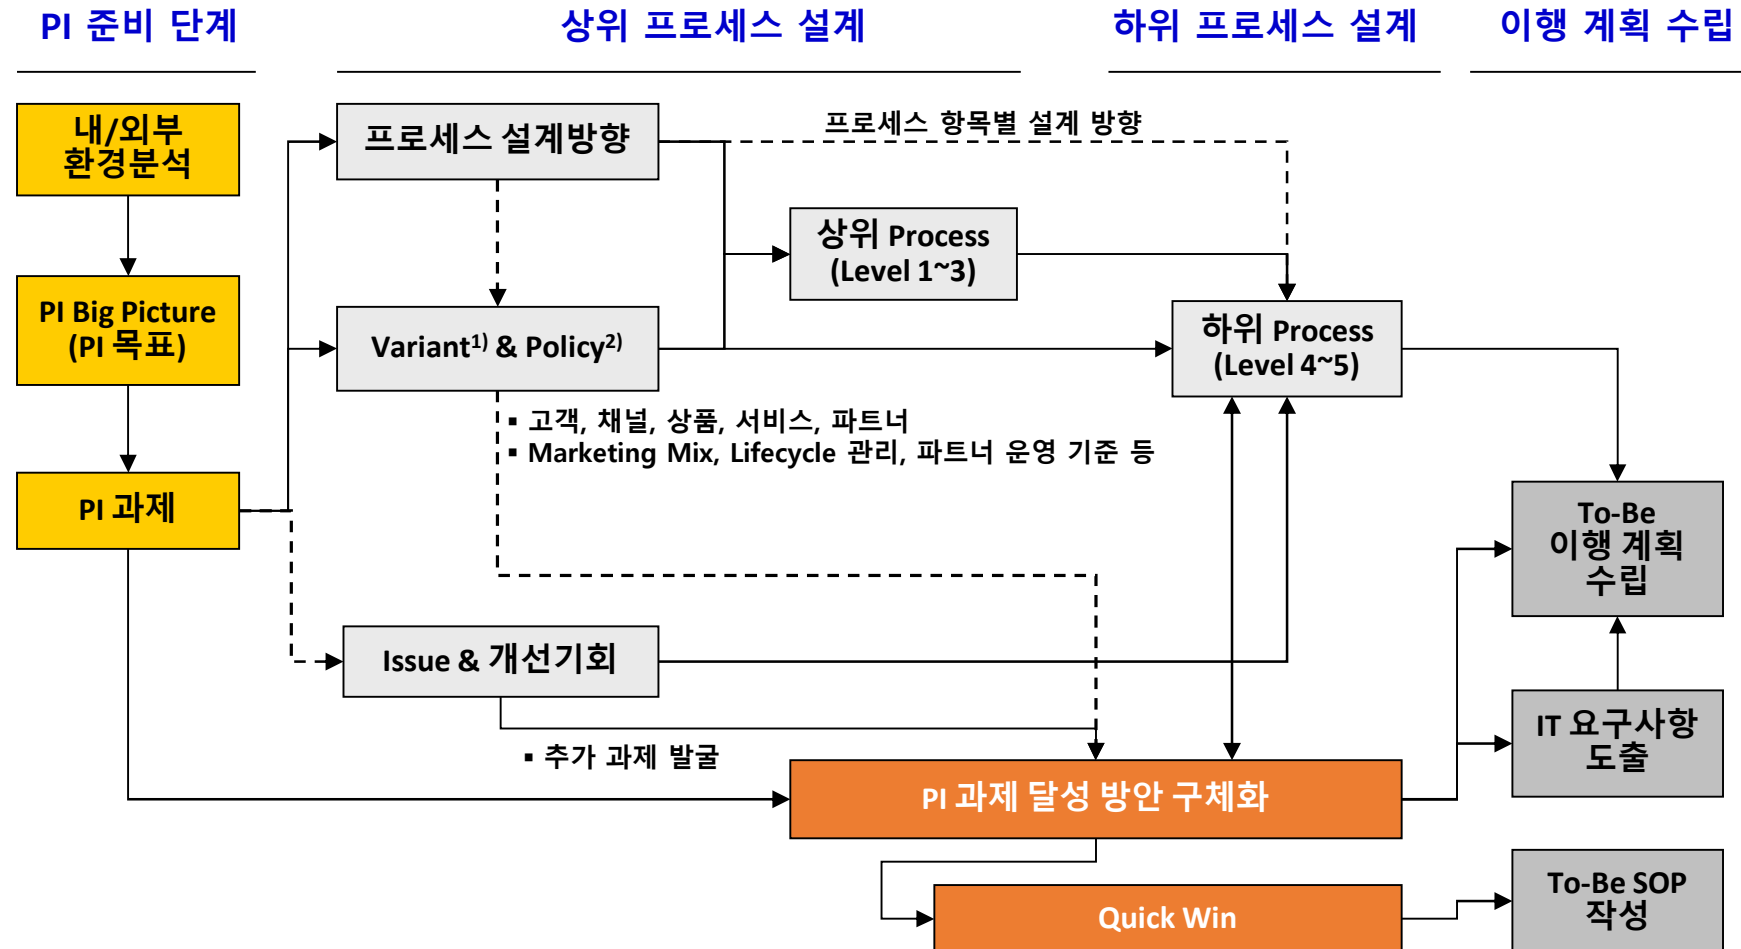 PI 준비 단계
상위 프로세스 설계
하위 프로세스 설계
이행 계획 수립
내/외부
환경분석
PI Big Picture
(PI 목표)
PI 과제
프로세스 설계방향
프로세스 항목별 설계 방향
상위 Process
(Level 1~3)
Variant1) & Policy2)
하위 Process
(Level 4~5)
▪ 고객, 채널, 상품, 서비스, 파트너
▪ Marketing Mix, Lifecycle 관리, 파트너 운영 기준 등
Issue & 개선기회
▪ 추가 과제 발굴
PI 과제 달성 방안 구체화
Quick Win
To-Be
이행 계획
수립
IT 요구사항
도출
To-Be SOP
작성